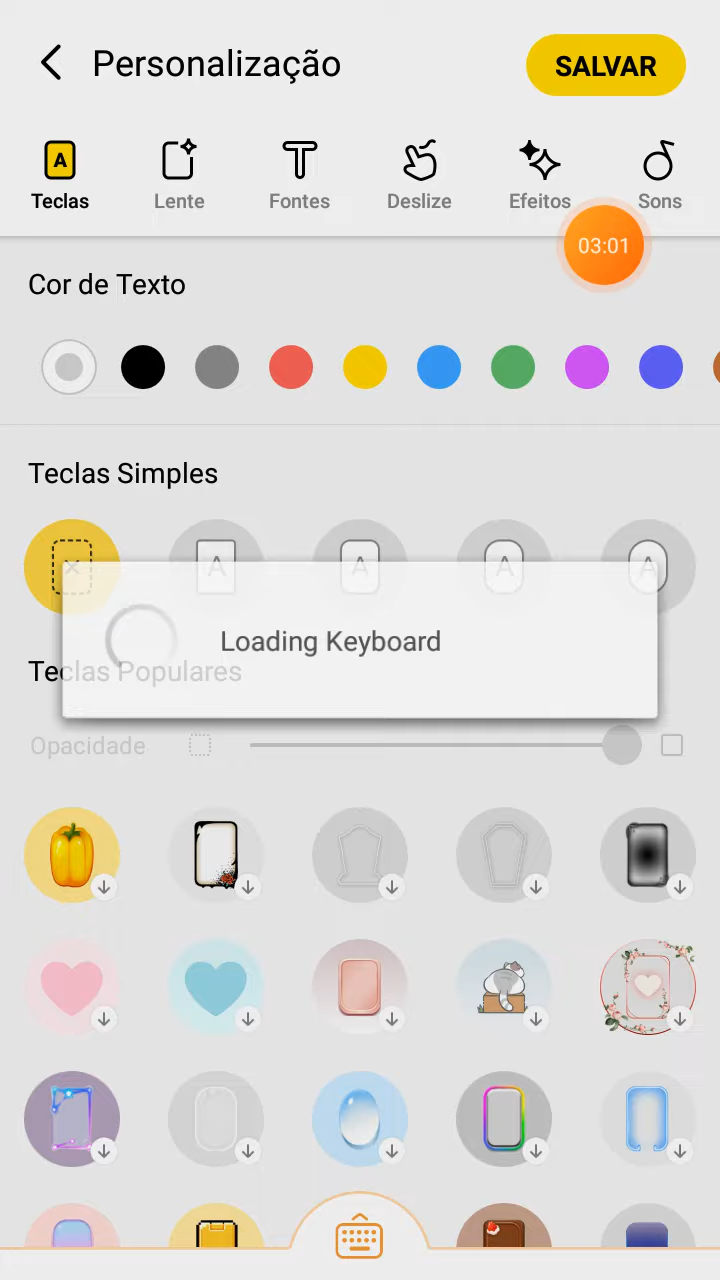 Personalização
SALVAR
A
Teclas
Lente
Fontes
Deslize
Efeitos
Sons
03:01
Cor de Texto
Teclas Simples
A
A
A
A
Loading Keyboard
Teclas Populares
Opacidade